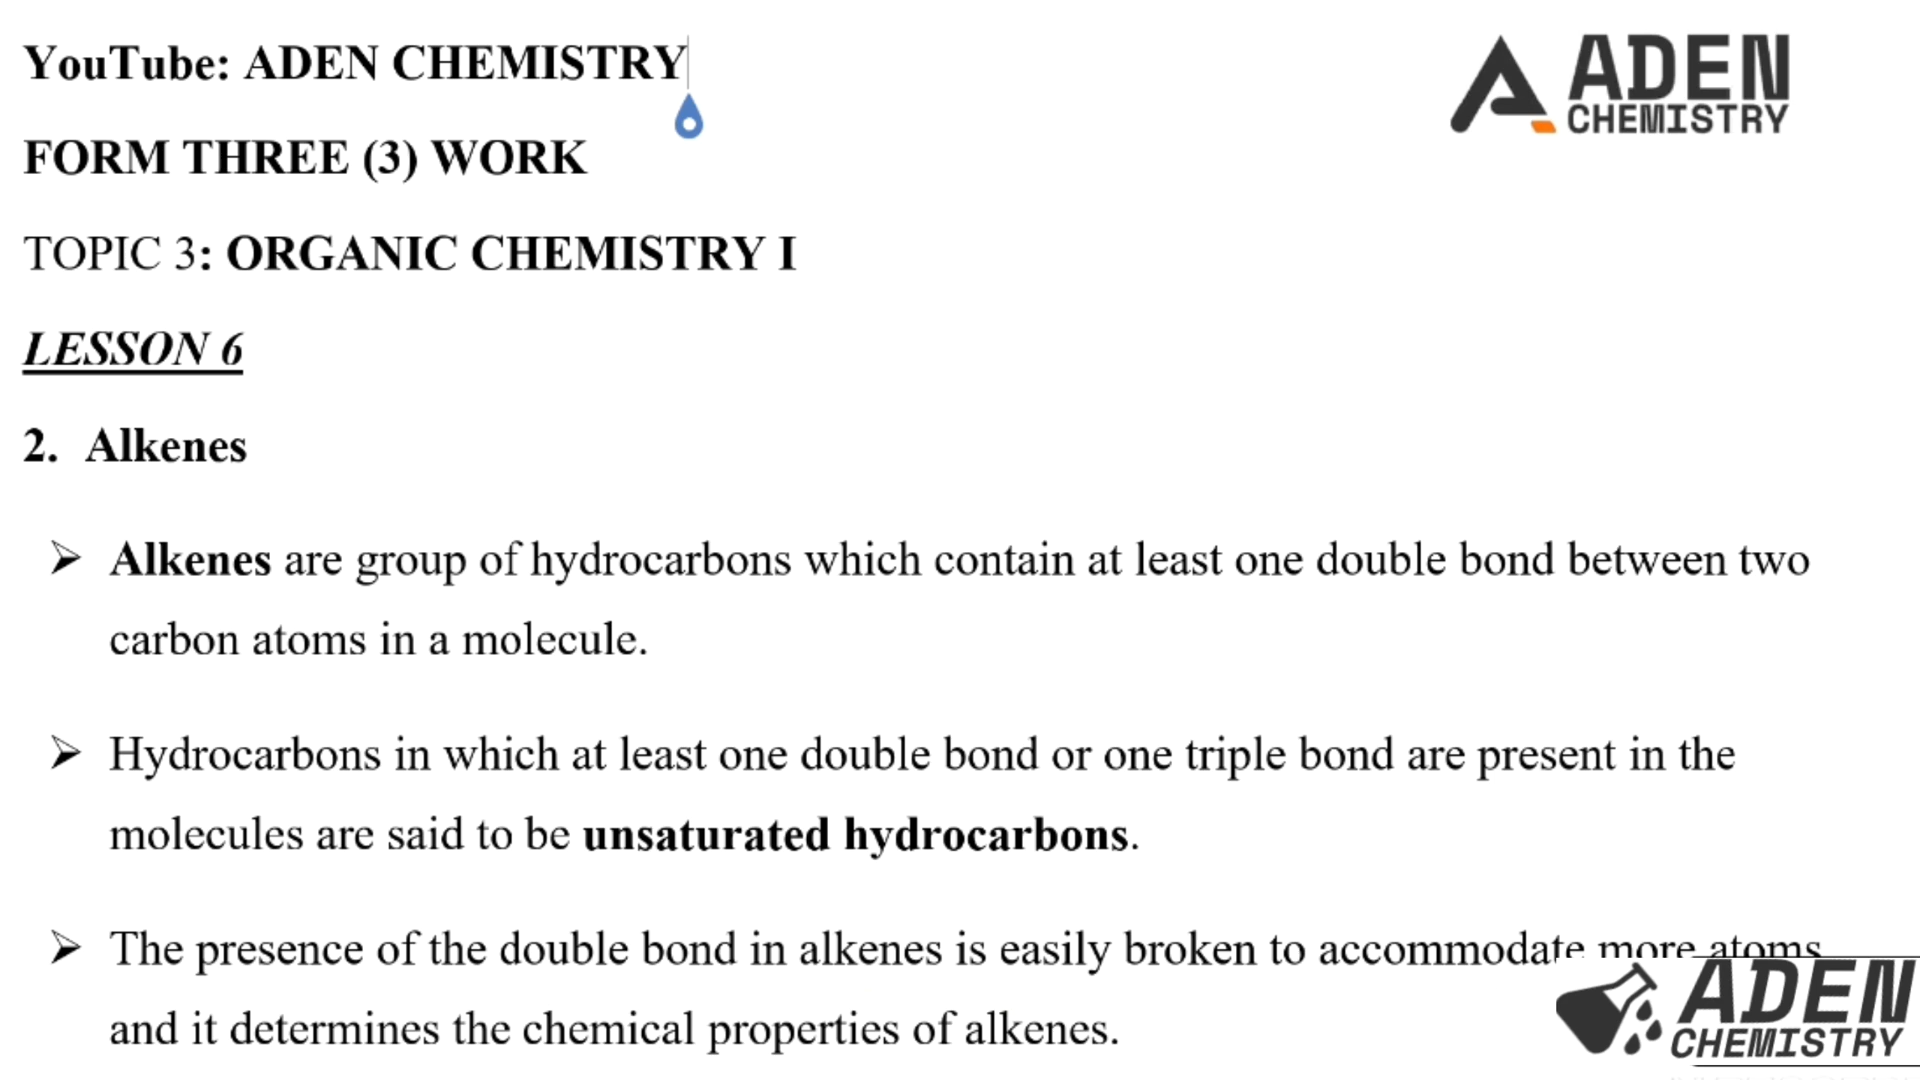 YouTube: ADEN CHEMISTRY
ADEN
CHEMISTRY
FORM THREE (3) WORK
TOPIC 3: ORGANIC CHEMISTRY I
LESSON 6
2. Alkenes
➢ Alkenes are group of hydrocarbons which contain at least one double bond between two
carbon atoms in a molecule.
➢ Hydrocarbons in which at least one double bond or one triple bond are present in the
molecules are said to be unsaturated hydrocarbons.
➢ The presence of the double bond in alkenes is easily broken to accommodate more atoms
and it determines the chemical properties of alkenes.
ADEN
CHEMISTRY